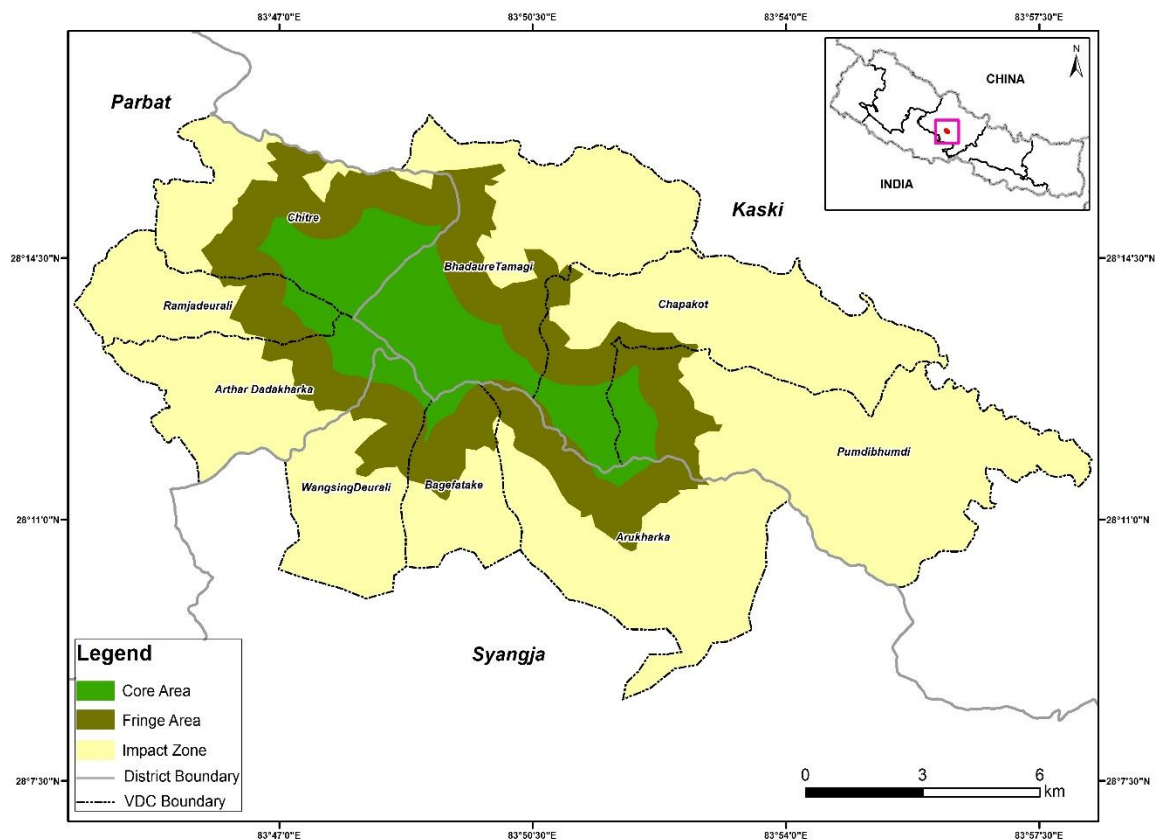 83°47'0"E
83°50'30"E
83°54'0"E
83°57'30"E
N
CHINA
INDIA
Parbat
Kaski
Chitre
28°14'30"N
28°14'30"N
BhadaureTamagi
Ramjadeurali
Chapakot
Arthar Dadakharka
Pumdibhumdi
WangsingDeurali
Bagefatake
28°11'0"N
28°11'0"N
Arukharka
Syangja
Legend
Core Area
Fringe Area
Impact Zone
District Boundary
VDC Boundary
0 3 6
km
28°7'30"N
28°7'30"N
83°47'0"E
83°50'30"E
83°54'0"E
83°57'30"E